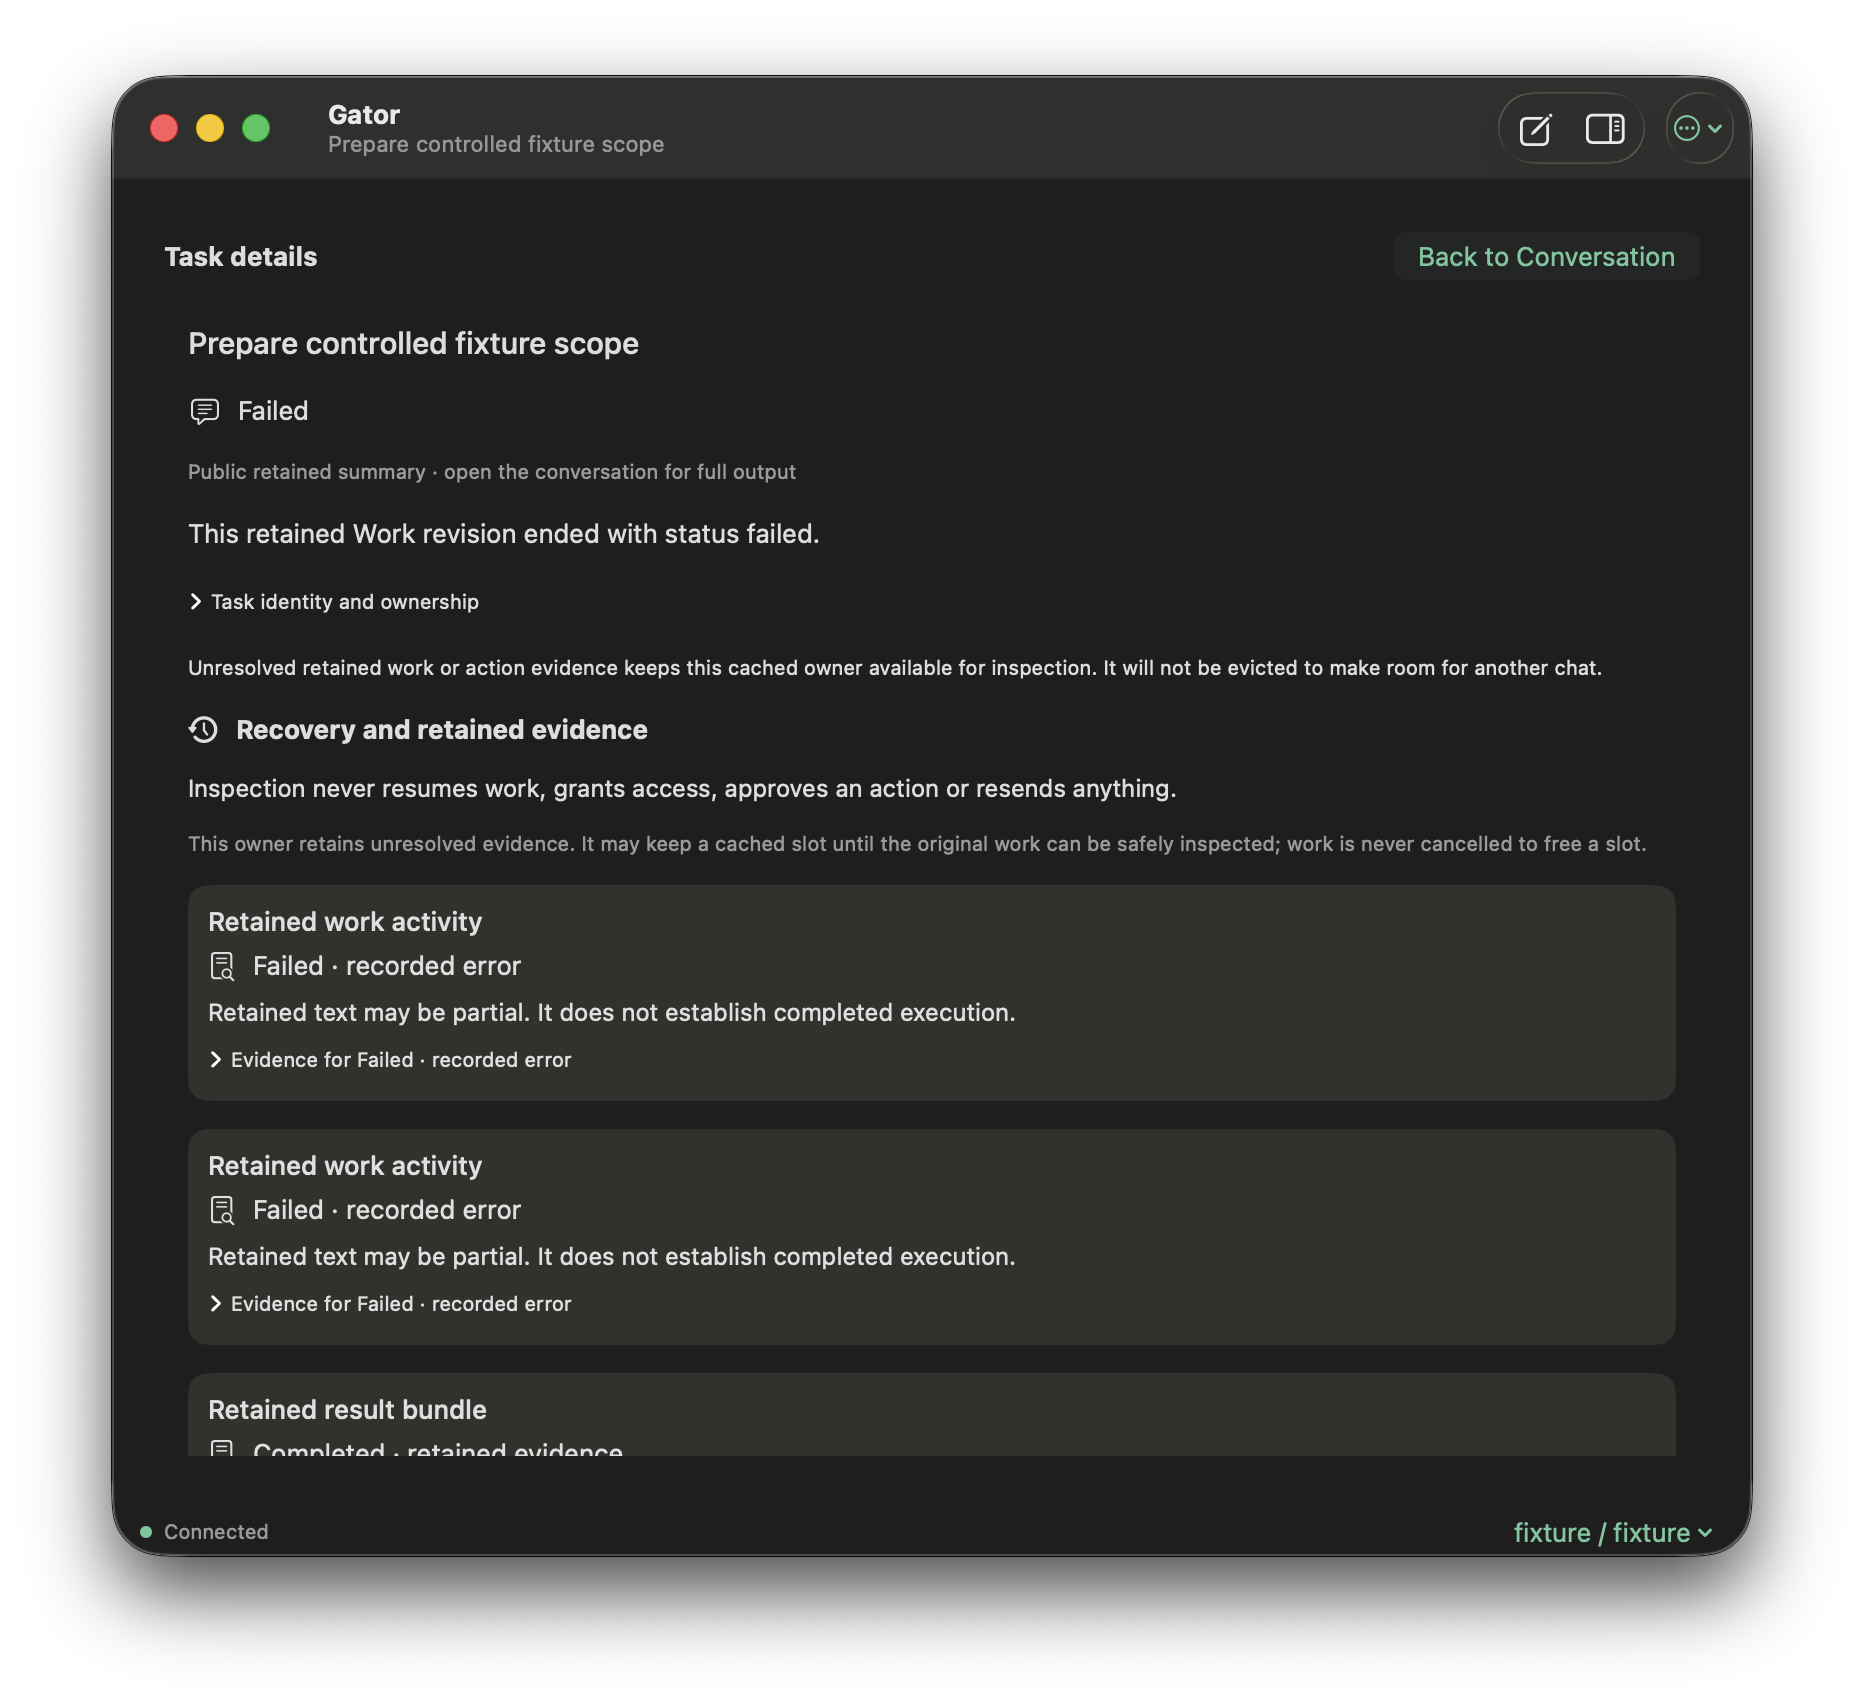 Gator
Prepare controlled fixture scope
Task details
Back to Conversation
Prepare controlled fixture scope
Failed
Public retained summary · open the conversation for full output
This retained Work revision ended with status failed.
Task identity and ownership
Unresolved retained work or action evidence keeps this cached owner available for inspection. It will not be evicted to make room for another chat.
Recovery and retained evidence
Inspection never resumes work, grants access, approves an action or resends anything.
This owner retains unresolved evidence. It may keep a cached slot until the original work can be safely inspected; work is never cancelled to free a slot.
Retained work activity
Failed · recorded error
Retained text may be partial. It does not establish completed execution.
Evidence for Failed · recorded error
Retained work activity
Failed · recorded error
Retained text may be partial. It does not establish completed execution.
Evidence for Failed · recorded error
Retained result bundle
Completed · retained evidence
Connected
fixture / fixture